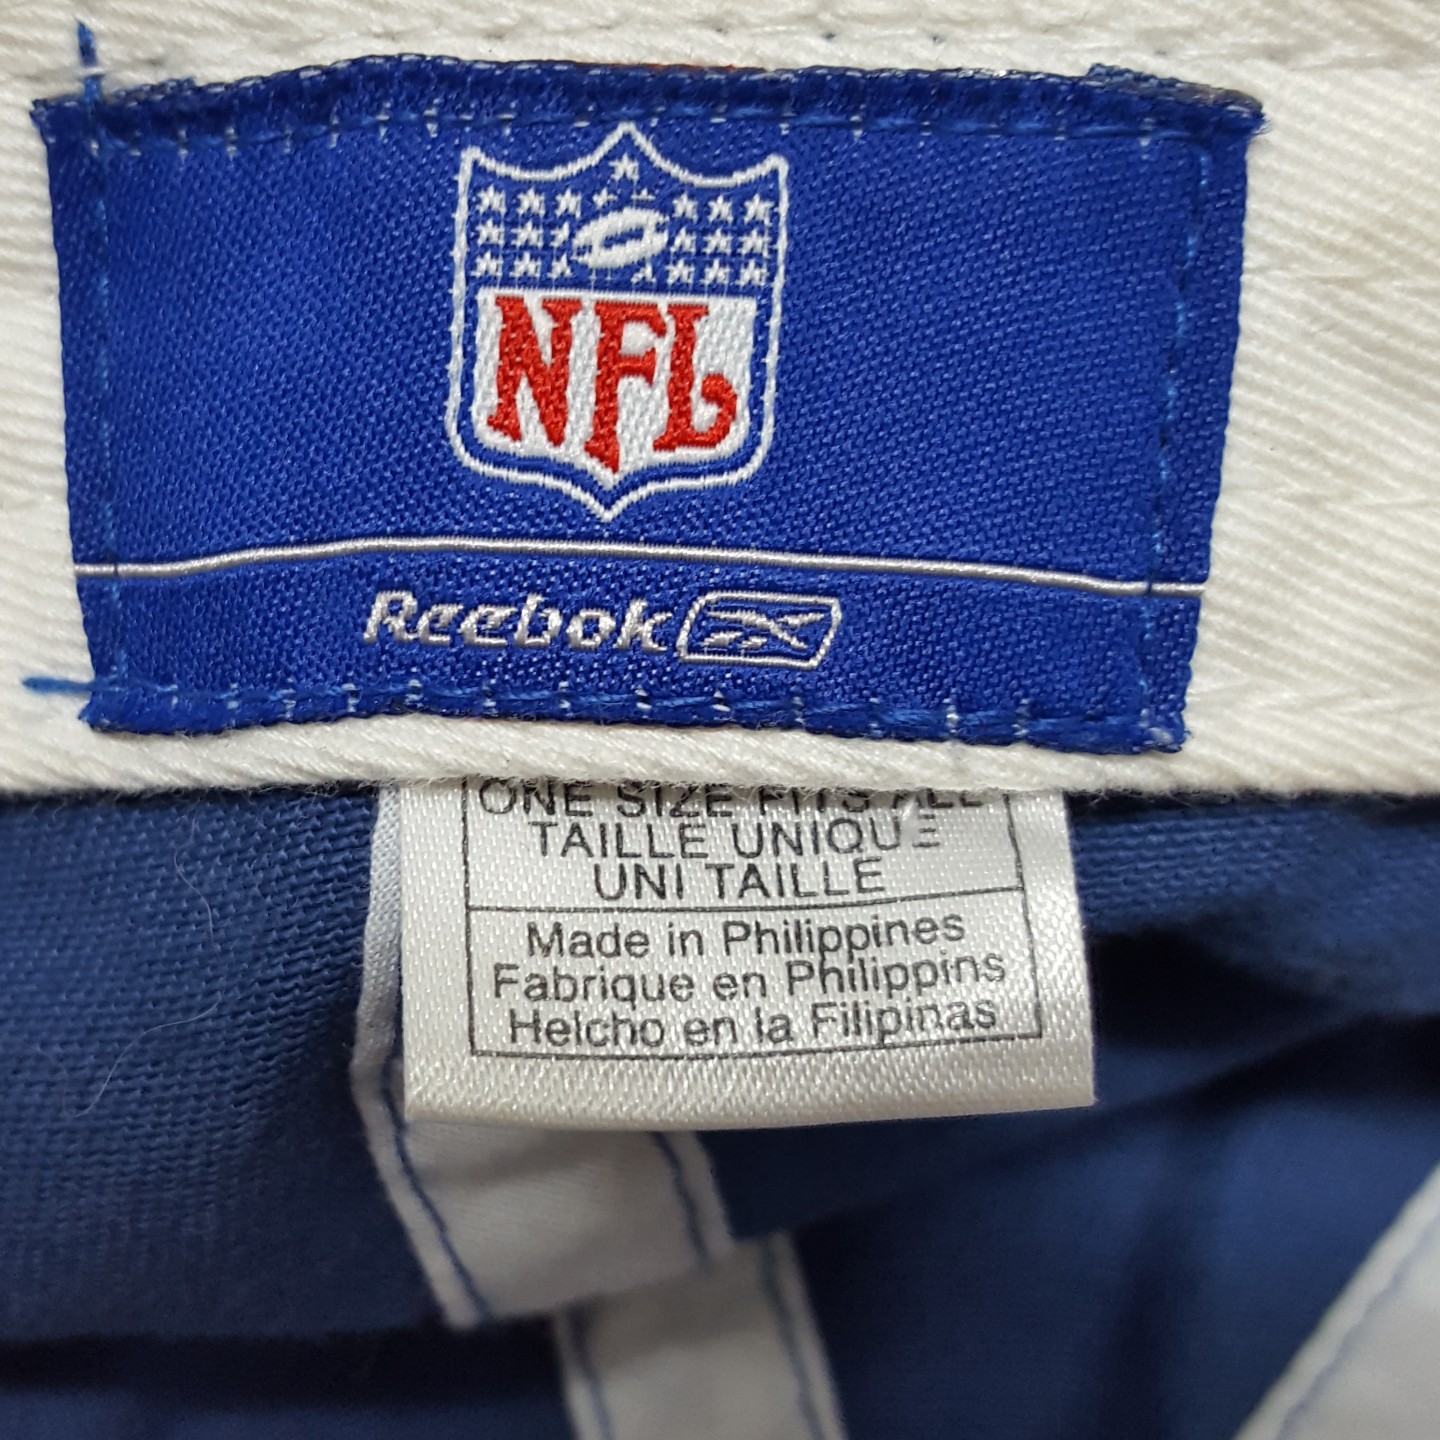 NFL
Reebok
ONE SIZE FITS ALL
TAILLE UNIQUE
UNI TAILLE
Made in Philippines
Fabrique en Philippins
Helcho en la Filipinas